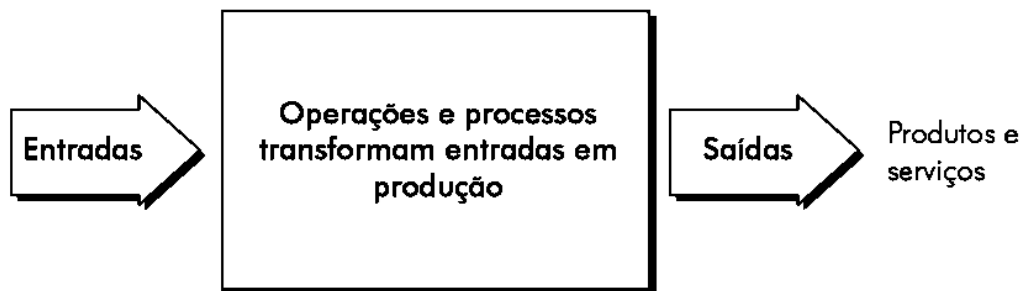 Entradas
Operações e processos
transformam entradas em
produção
Saídas
Produtos e
serviços